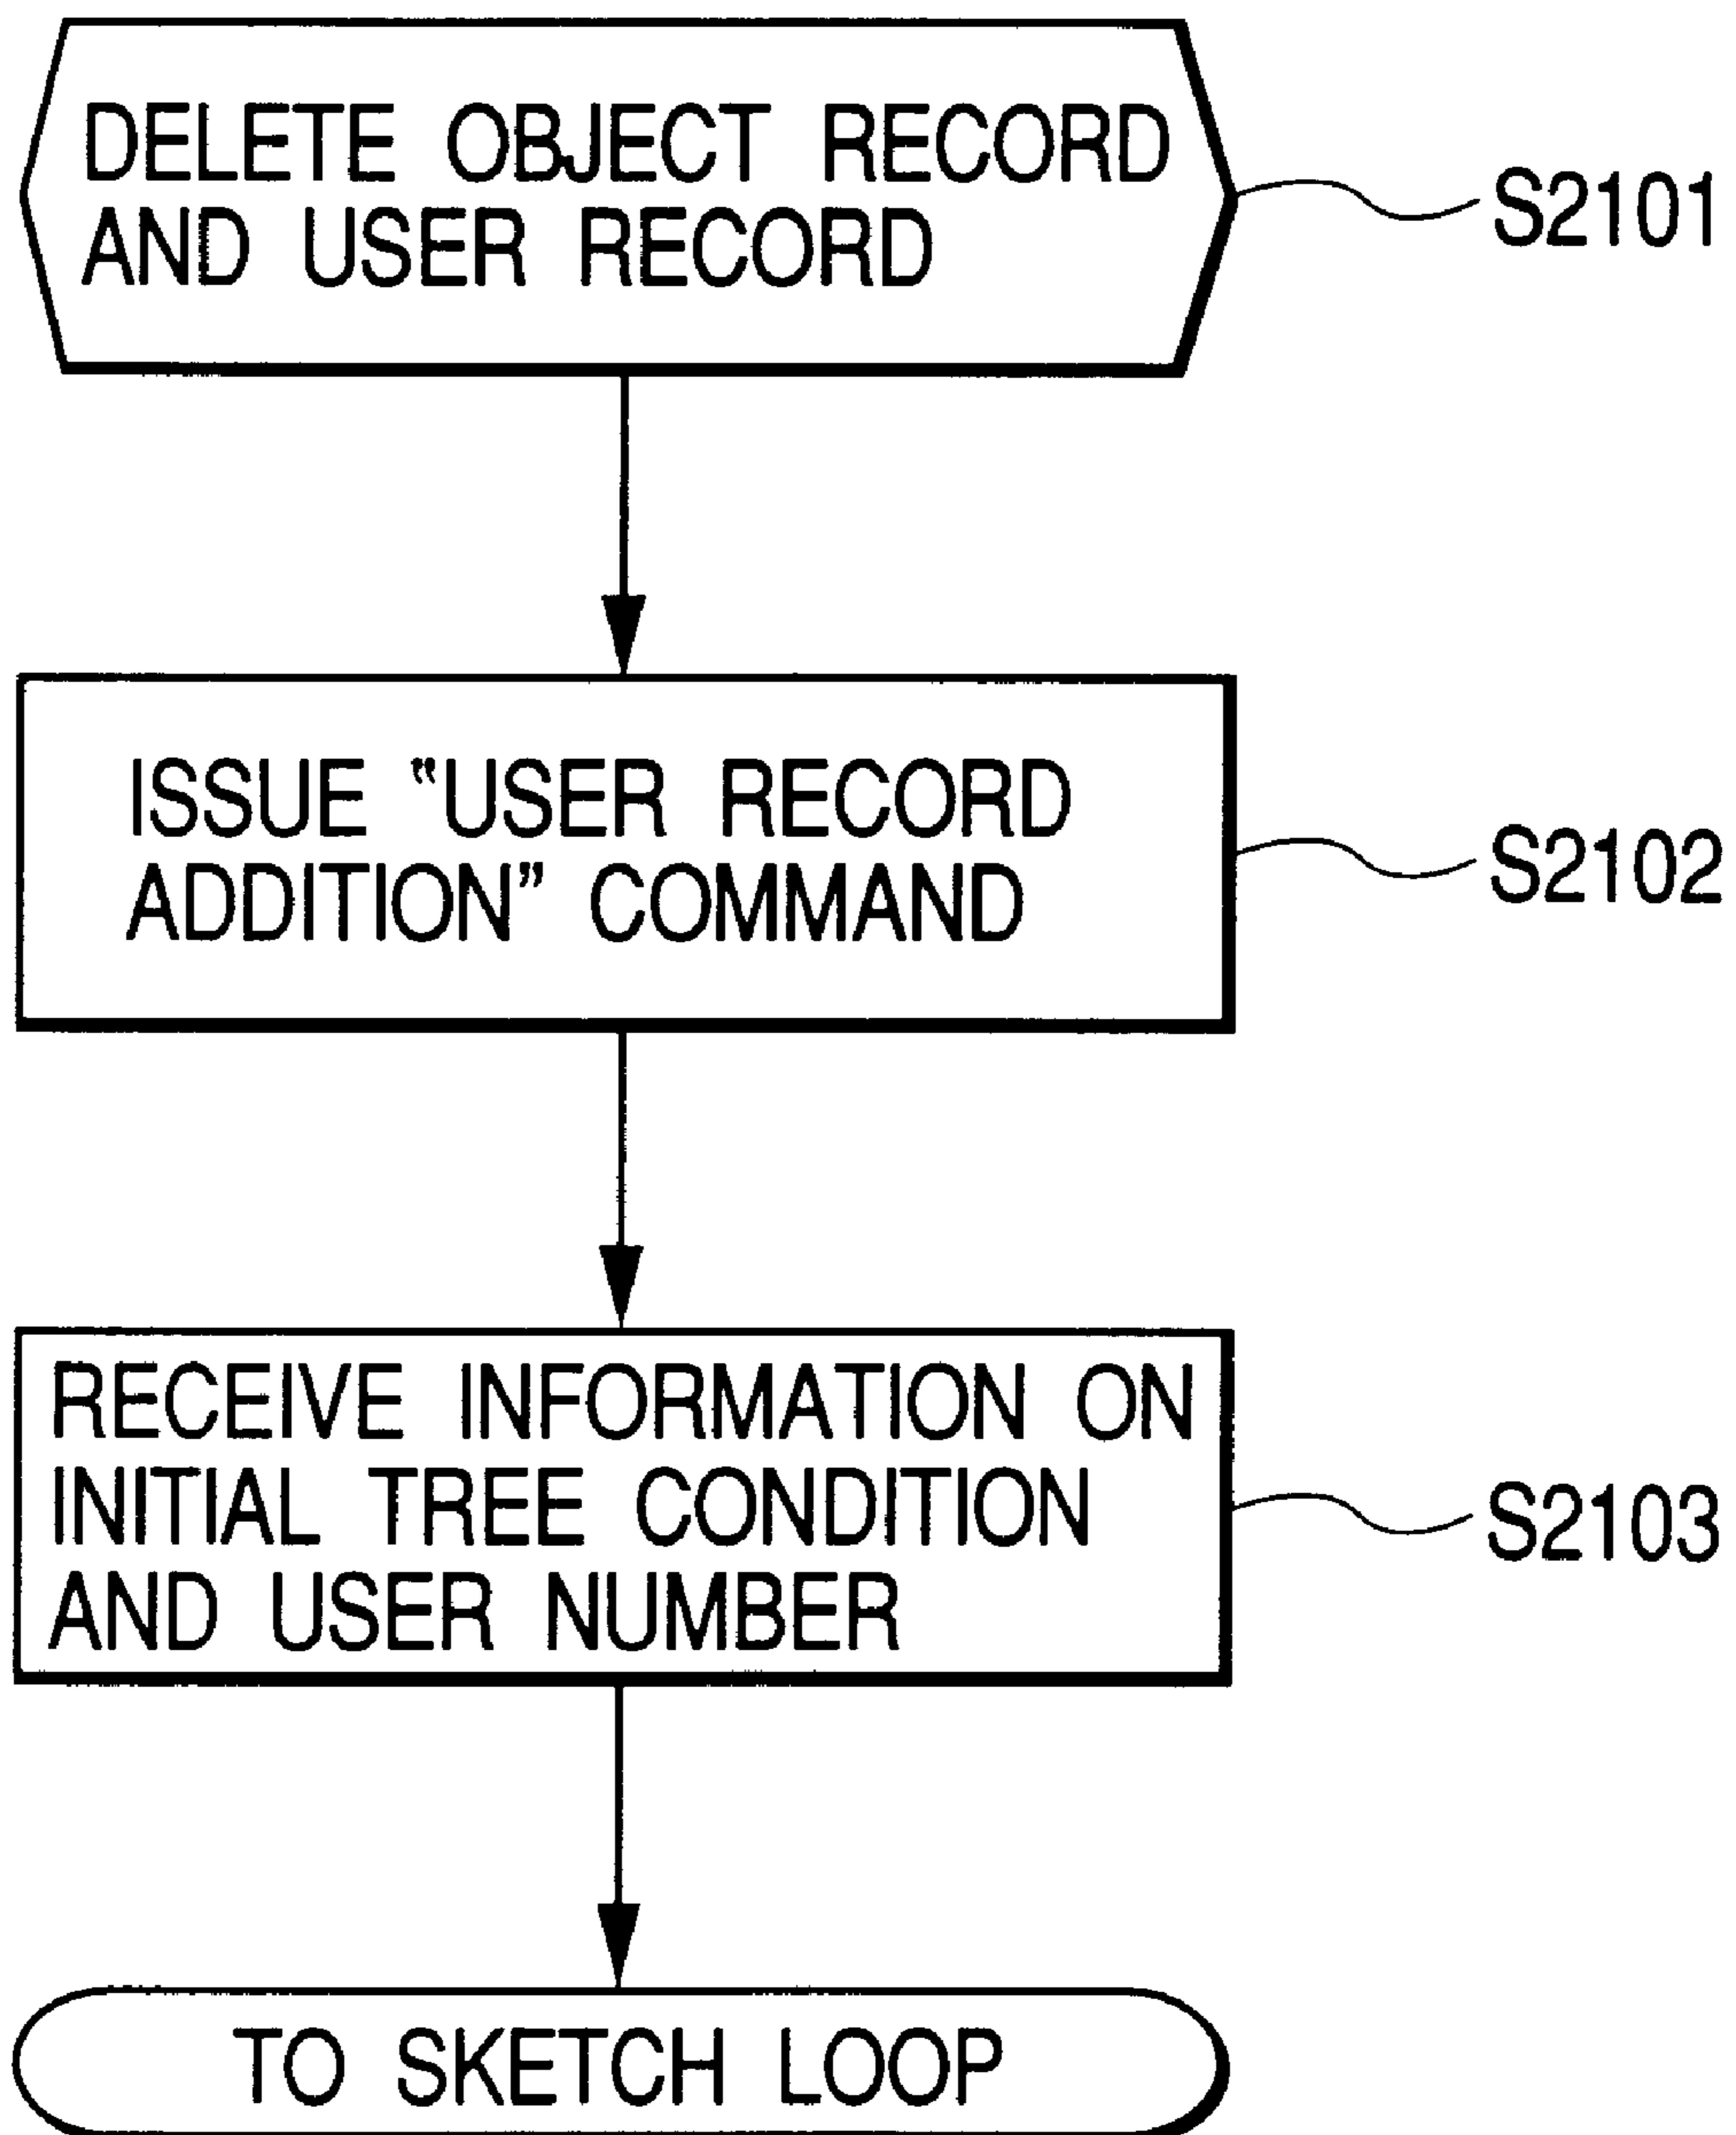 DELETE OBJECT RECORD
AND USER RECORD
S2101
ISSUE “USER RECORD
ADDITION” COMMAND
S2102
RECEIVE INFORMATION ON
INITIAL TREE CONDITION
AND USER NUMBER
S2103
TO SKETCH LOOP